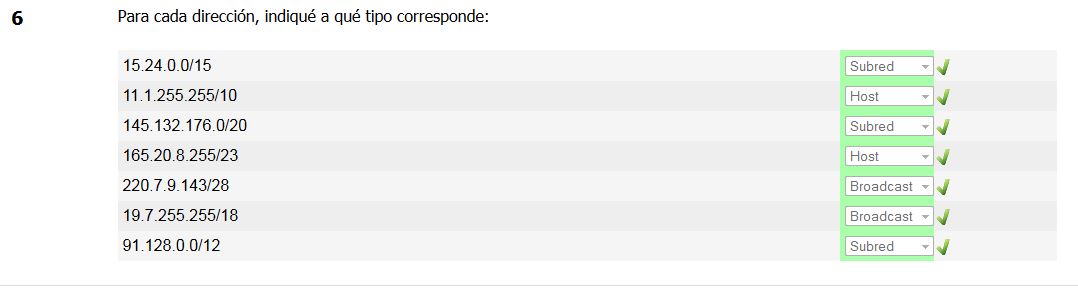 6 Para cada dirección, indiqué a qué tipo corresponde:
15.24.0.0/15 Subred
11.1.255.255/10 Host
145.132.176.0/20 Subred
165.20.8.255/23 Host
220.7.9.143/28 Broadcast
19.7.255.255/18 Broadcast
91.128.0.0/12 Subred